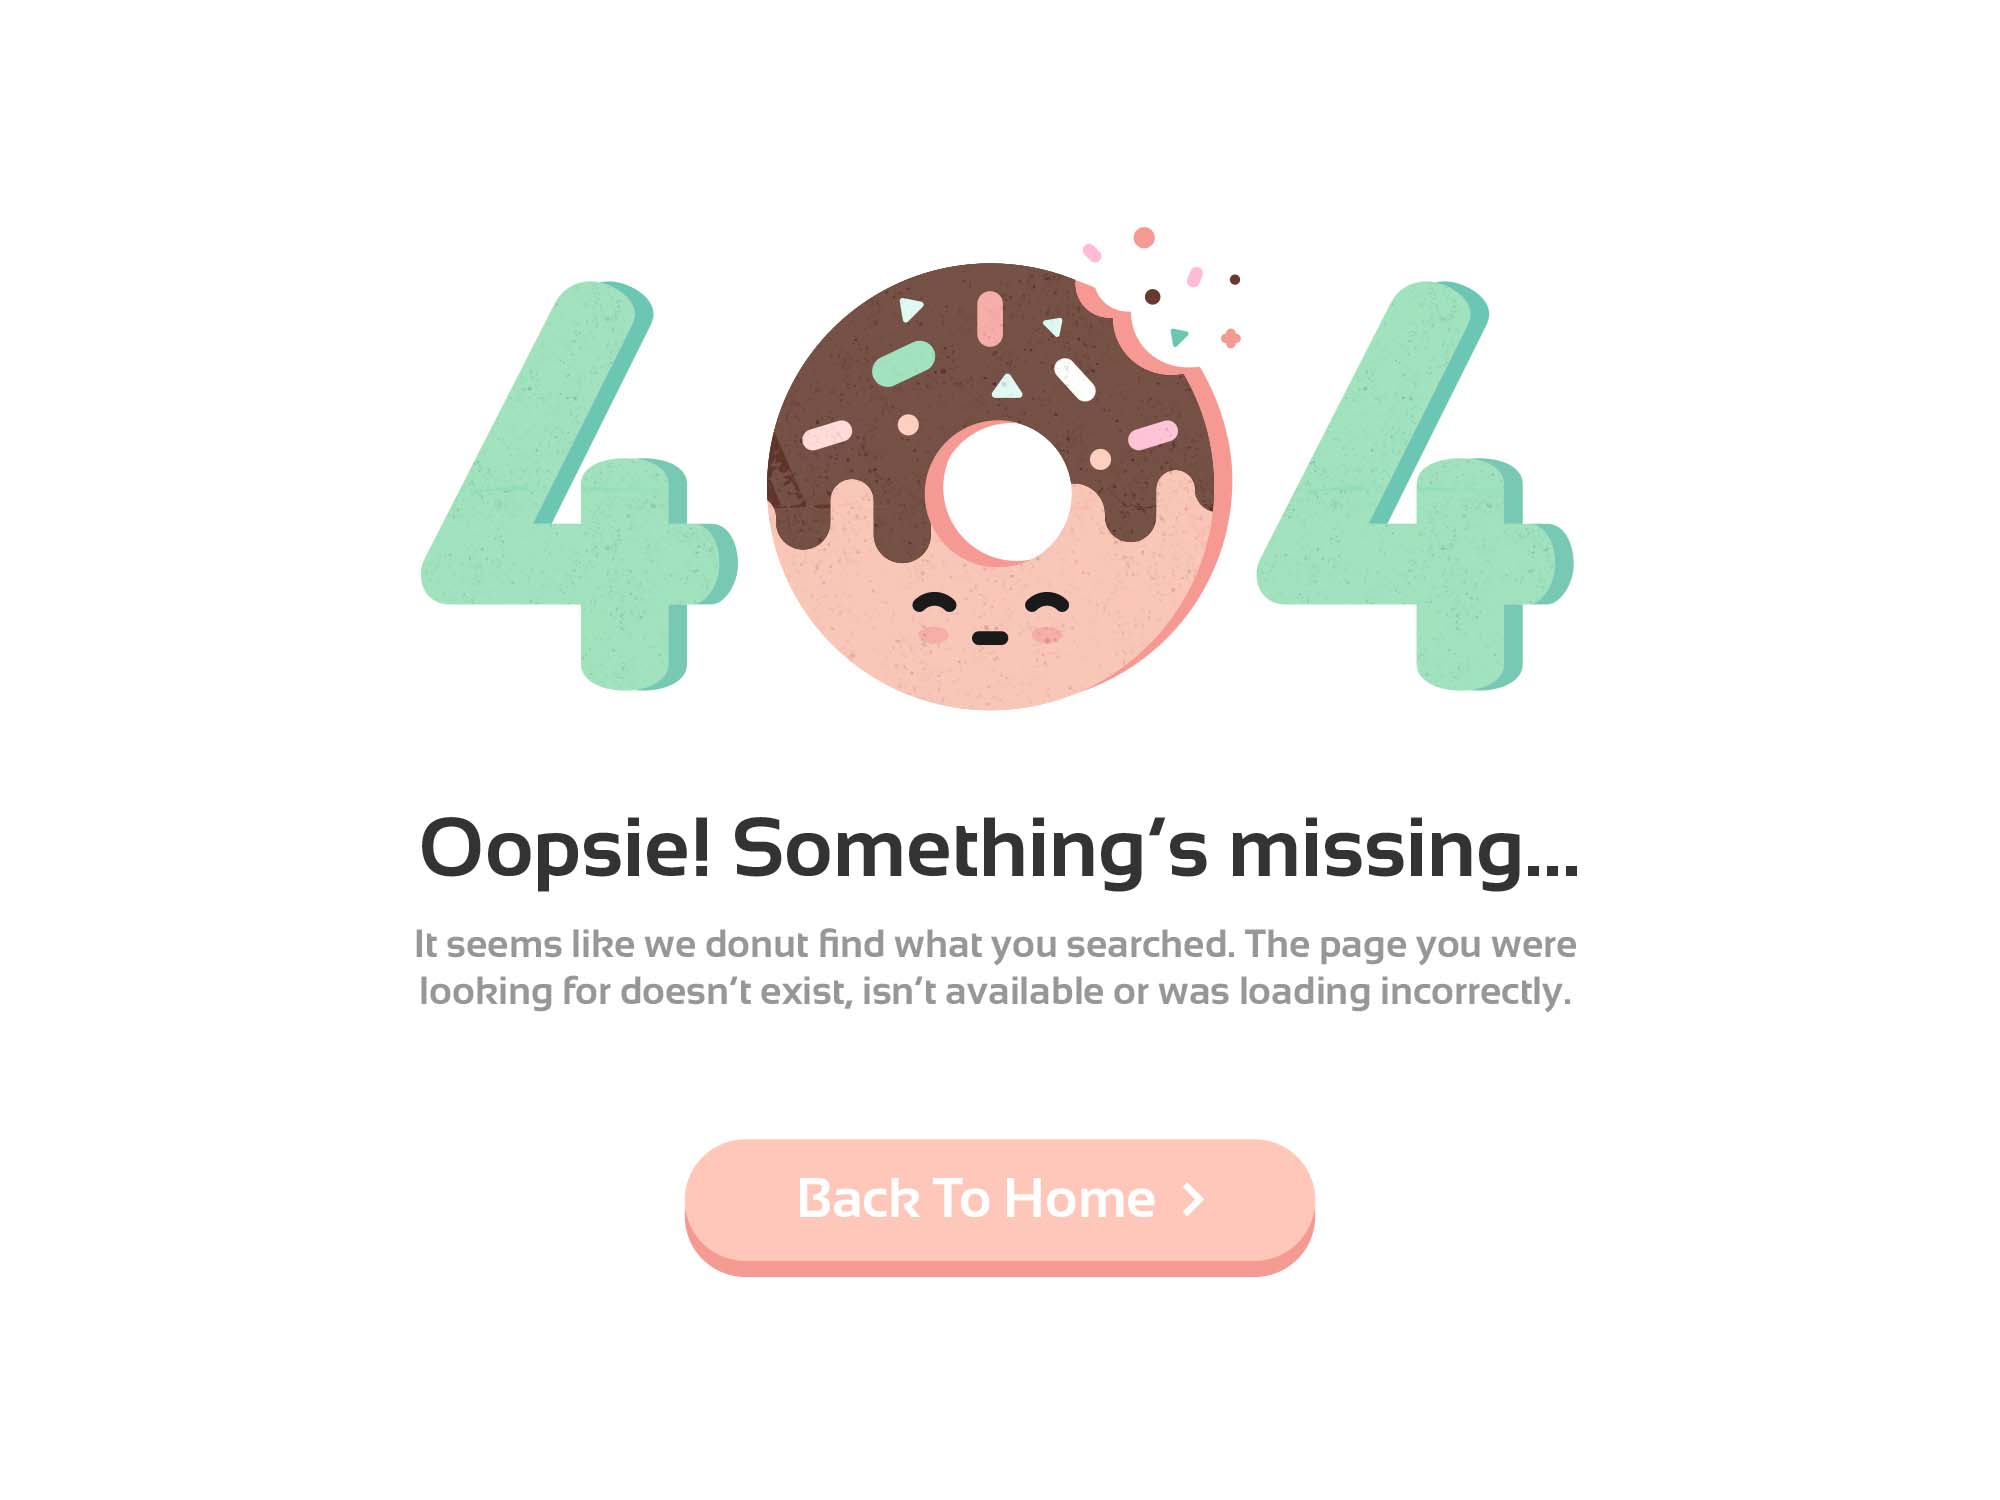 404
Oopsie! Something's missing...
It seems like we donut find what you searched. The page you were
looking for doesn't exist, isn't available or was loading incorrectly.
Back To Home >